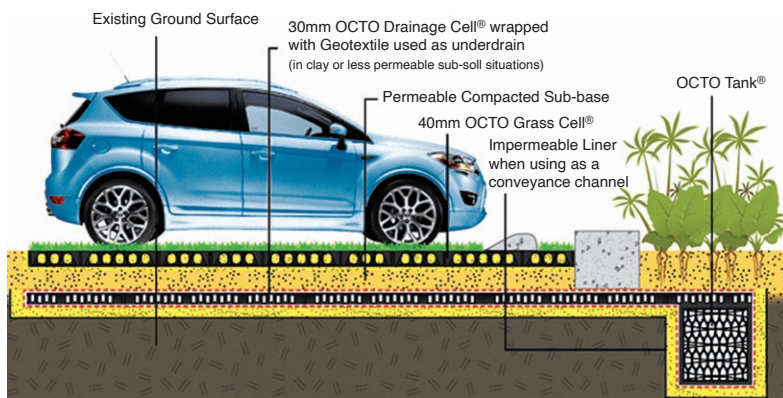 Existing Ground Surface
30mm OCTO Drainage Cell® wrapped
with Geotextile used as underdrain
(in clay or less permeable sub-soll situations)
Permeable Compacted Sub-base
40mm OCTO Grass Cell®
Impermeable Liner
when using as a
conveyance channel
OCTO Tank®